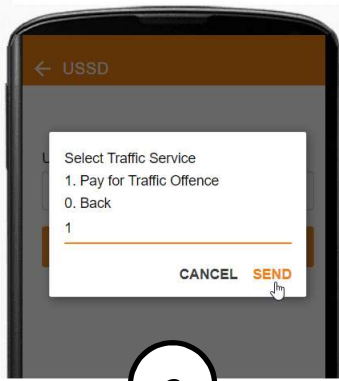 ← USSD
Select Traffic Service
1. Pay for Traffic Offence
0. Back
1
CANCEL SEND